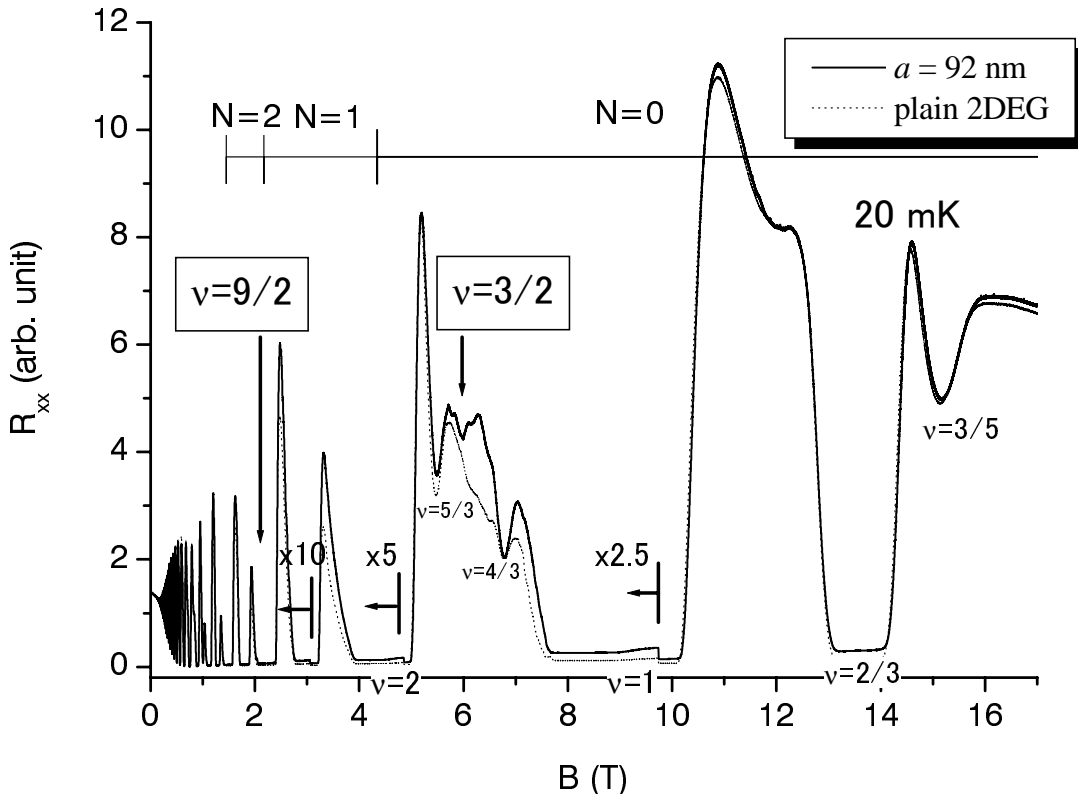 12
10
8
6
4
2
0
R_xx (arb. unit)
a = 92 nm
plain 2DEG
N=2
N=1
N=0
20 mK
ν=9/2
ν=3/2
ν=3/5
ν=5/3
ν=4/3
x10
x5
x2.5
ν=2
ν=1
ν=2/3
0 2 4 6 8 10 12 14 16
B (T)